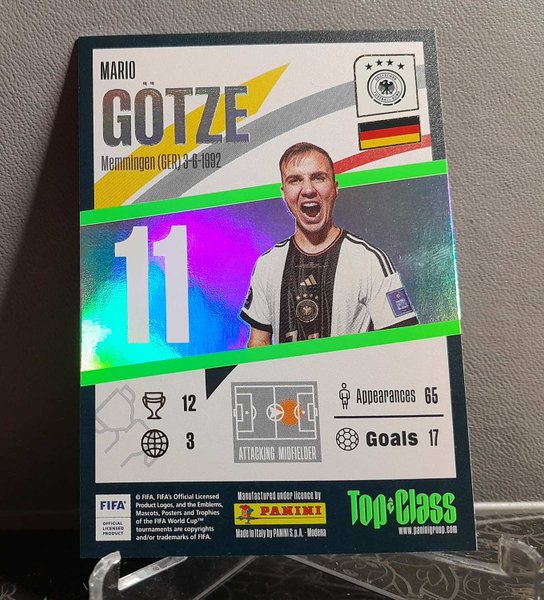 MARIO
GÖTZE
Memmingen (GER) 3-6-1992
11
12
3
ATTACKING MIDFIELDER
Appearances 65
Goals 17
FIFA®
OFFICIAL
LICENSED
PRODUCT
© FIFA, FIFA's Official Licensed
Product Logos, and the Emblems,
Mascots, Posters and Trophies
of the FIFA World Cup™
tournaments are copyrights
and/or trademarks of FIFA.
Manufactured under licence by
PANINI
Made in Italy by PANINI S.p.A. - Modena
Top Class
www.paninigroup.com